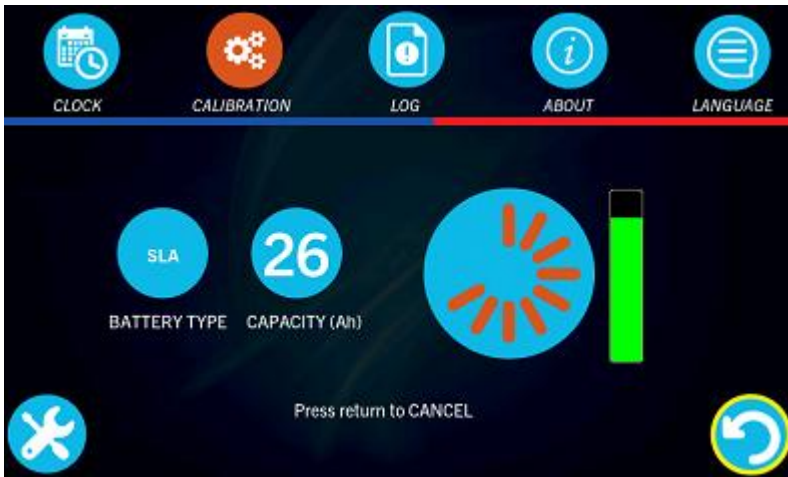 CLOCK
CALIBRATION
LOG
ABOUT
LANGUAGE
SLA
26
BATTERY TYPE
CAPACITY (Ah)
Press return to CANCEL